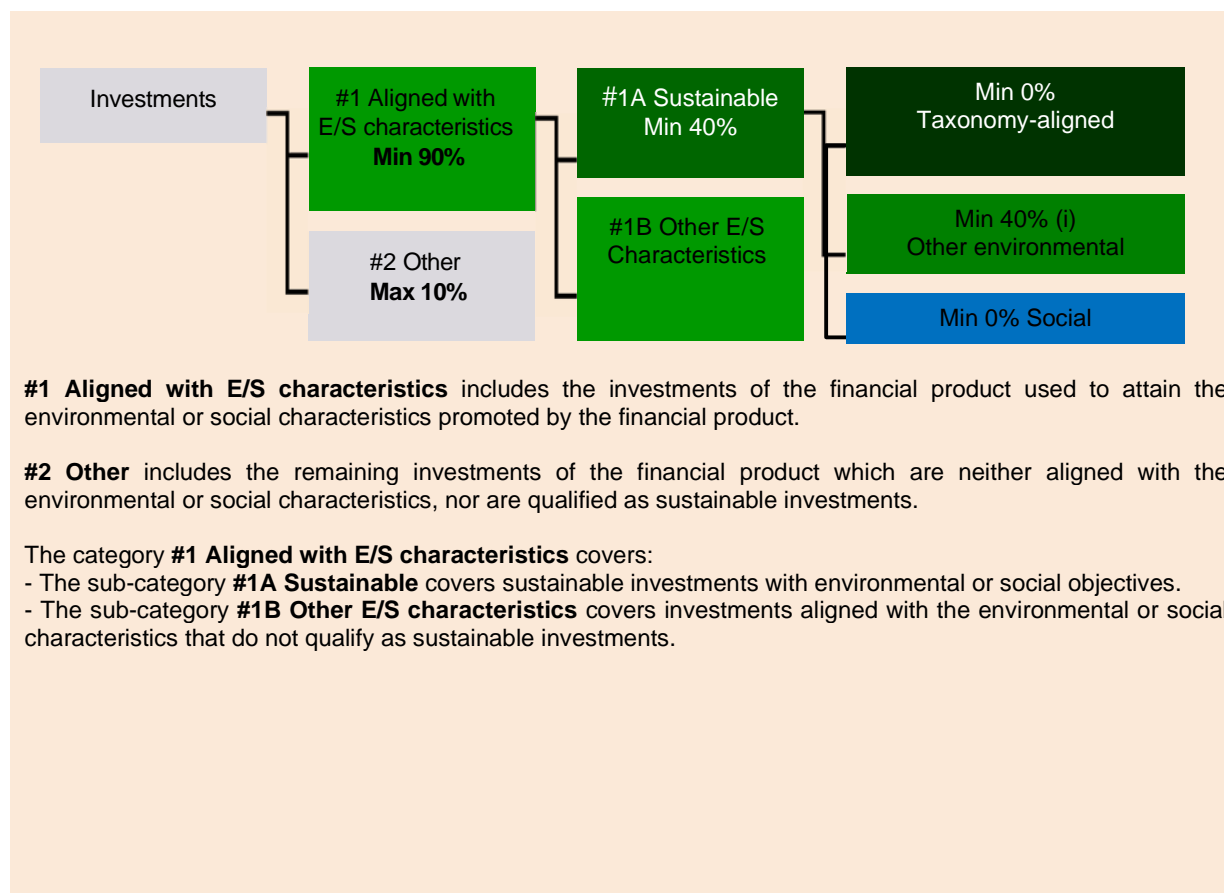 Investments
#1 Aligned with
E/S characteristics
Min 90%
#2 Other
Max 10%
#1A Sustainable
Min 40%
#1B Other E/S
Characteristics
Min 0%
Taxonomy-aligned
Min 40% (i)
Other environmental
Min 0% Social
#1 Aligned with E/S characteristics includes the investments of the financial product used to attain the
environmental or social characteristics promoted by the financial product.
#2 Other includes the remaining investments of the financial product which are neither aligned with the
environmental or social characteristics, nor are qualified as sustainable investments.
The category #1 Aligned with E/S characteristics covers:
- The sub-category #1A Sustainable covers sustainable investments with environmental or social objectives.
- The sub-category #1B Other E/S characteristics covers investments aligned with the environmental or social
characteristics that do not qualify as sustainable investments.